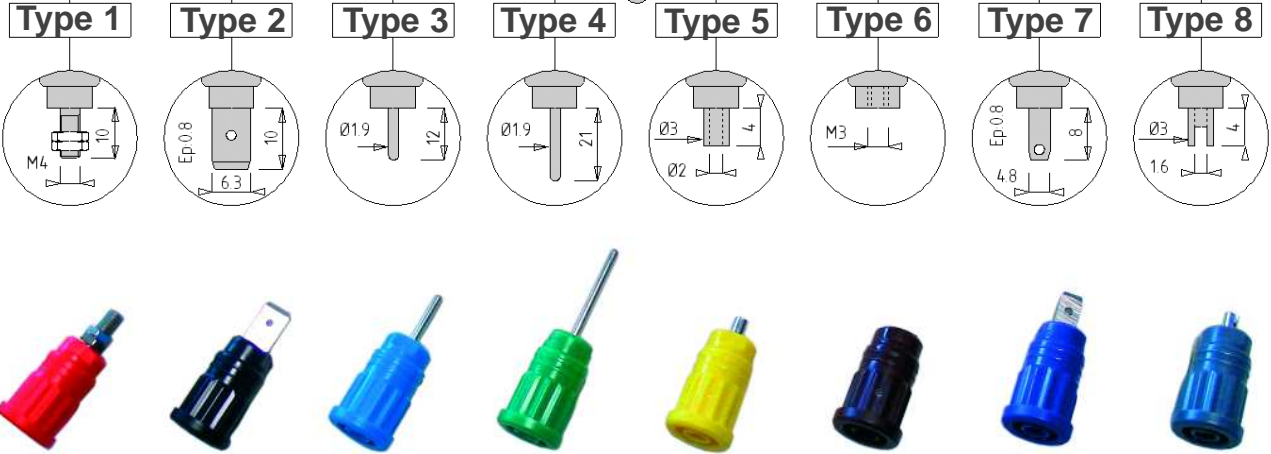 Type 1
Type 2
Type 3
Type 4
Type 5
Type 6
Type 7
Type 8
M4
10
Ep:0.8
10
6.3
Ø1.9
12
Ø1.9
21
Ø3
4
Ø2
M3
Ep:0.8
8
4.8
Ø3
4
1.6